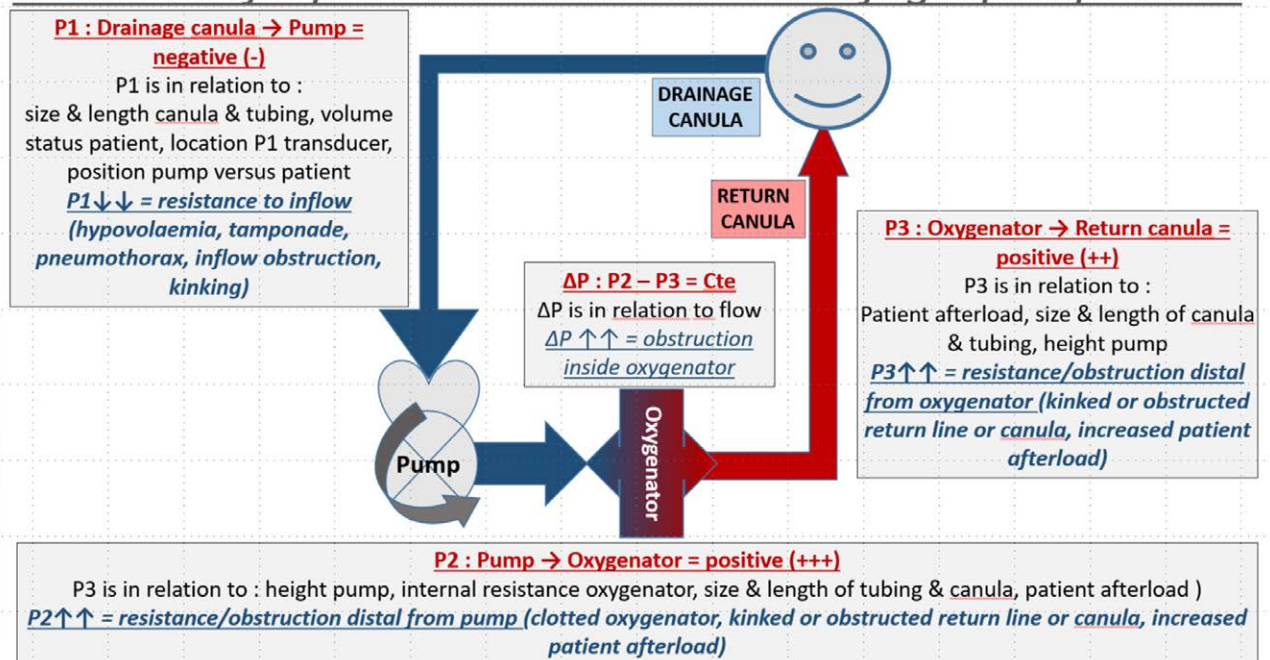 P1 : Drainage canula → Pump =
negative (-)
P1 is in relation to :
size & length canula & tubing, volume
status patient, location P1 transducer,
position pump versus patient
P1↓↓ = resistance to inflow
(hypovolaemia, tamponade,
pneumothorax, inflow obstruction,
kinking)
DRAINAGE
CANULA
RETURN
CANULA
ΔP : P2 – P3 = Cte
ΔP is in relation to flow
ΔP ↑↑ = obstruction
inside oxygenator
P3 : Oxygenator → Return canula =
positive (++)
P3 is in relation to :
Patient afterload, size & length of canula
& tubing, height pump
P3↑↑ = resistance/obstruction distal
from oxygenator (kinked or obstructed
return line or canula, increased patient
afterload)
Pump
Oxygenator
P2 : Pump → Oxygenator = positive (+++)
P3 is in relation to : height pump, internal resistance oxygenator, size & length of tubing & canula, patient afterload )
P2↑↑ = resistance/obstruction distal from pump (clotted oxygenator, kinked or obstructed return line or canula, increased
patient afterload)